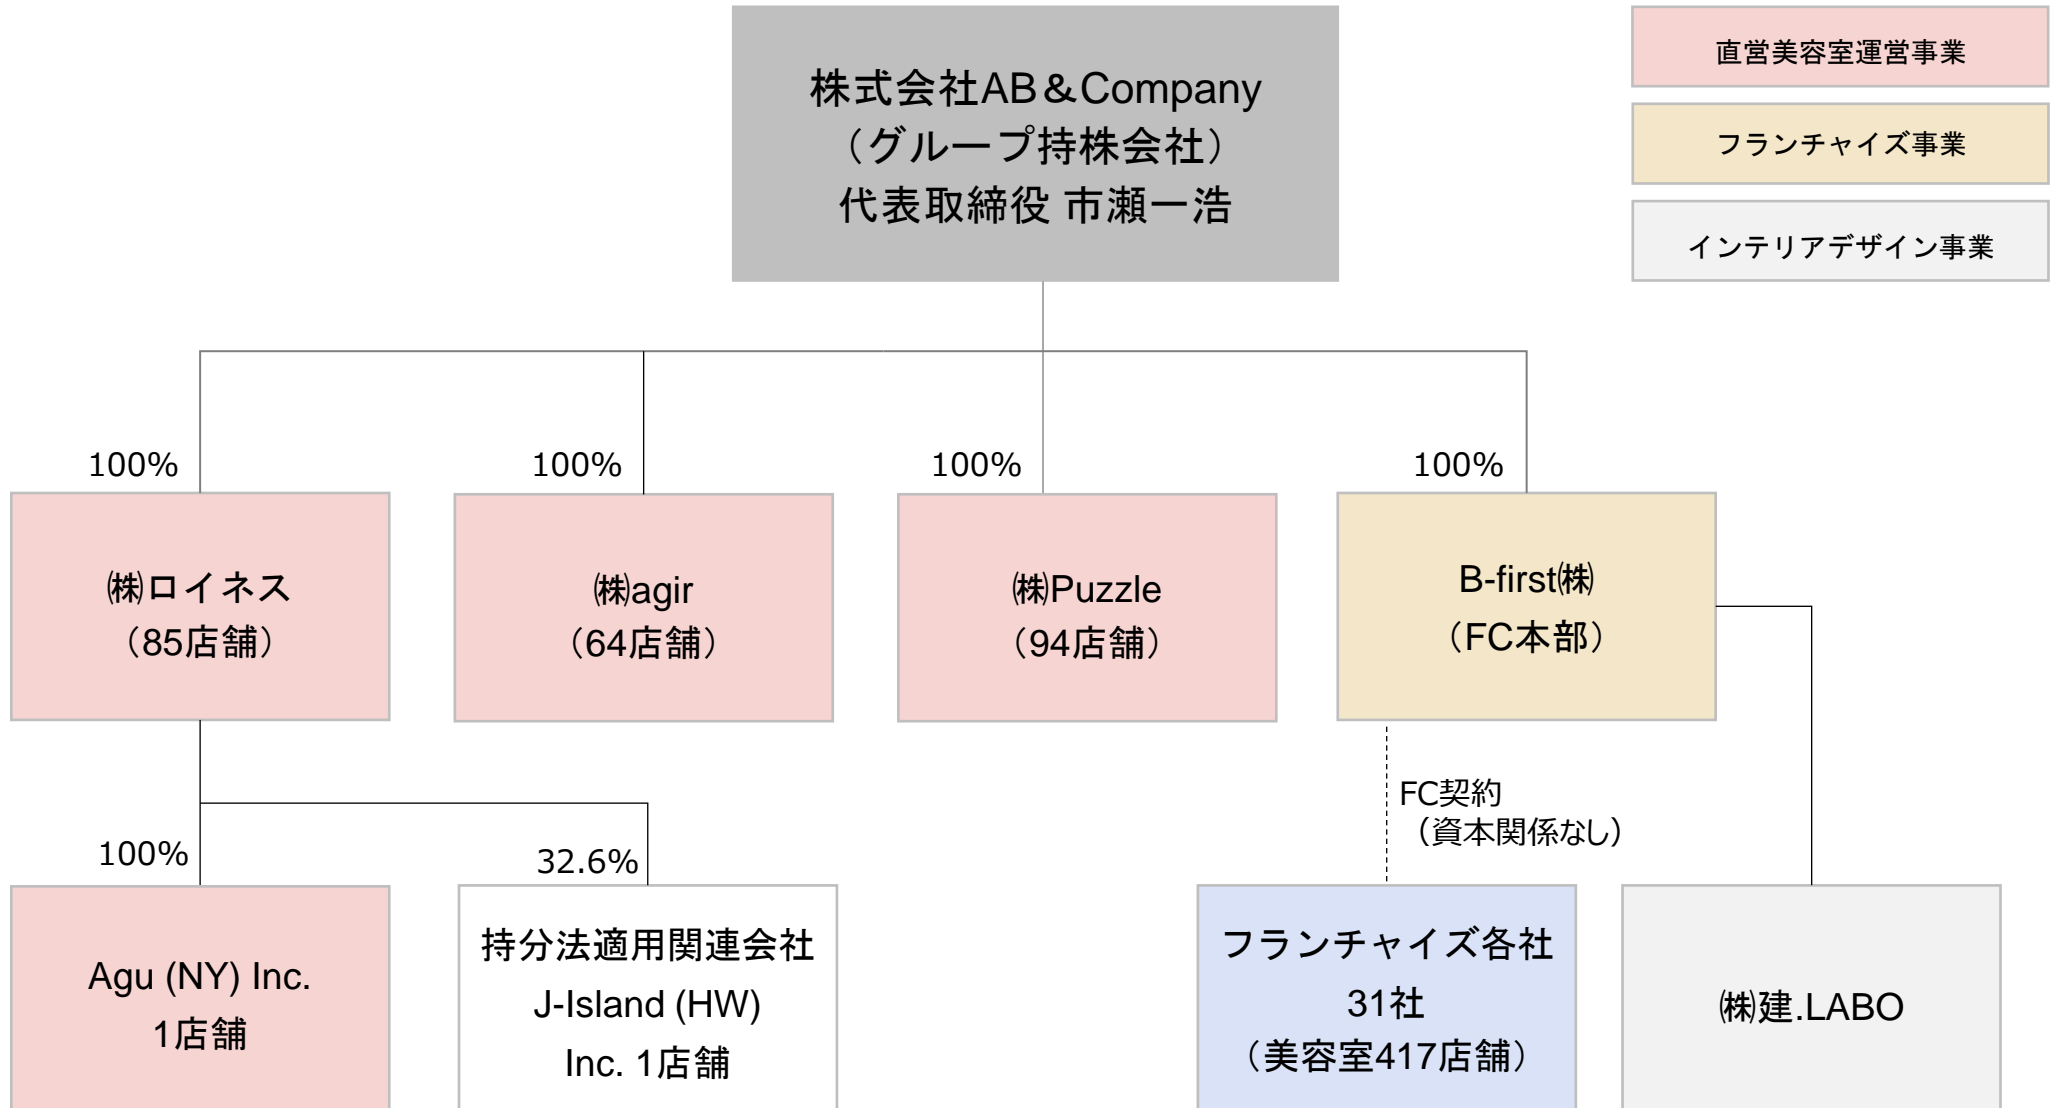 株式会社AB＆Company
（グループ持株会社）
代表取締役 市瀬一浩
直営美容室運営事業
フランチャイズ事業
インテリアデザイン事業
100%
100%
100%
100%
㈱ロイネス
（85店舗）
㈱agir
（64店舗）
㈱Puzzle
（94店舗）
B-first㈱
（FC本部）
FC契約
（資本関係なし）
100%
32.6%
Agu (NY) Inc.
1店舗
持分法適用関連会社
J-Island (HW)
Inc. 1店舗
フランチャイズ各社
31社
（美容室417店舗）
㈱建.LABO